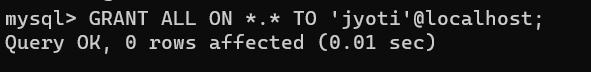 mysql> GRANT ALL ON *.* TO 'jyoti'@localhost;
Query OK, 0 rows affected (0.01 sec)